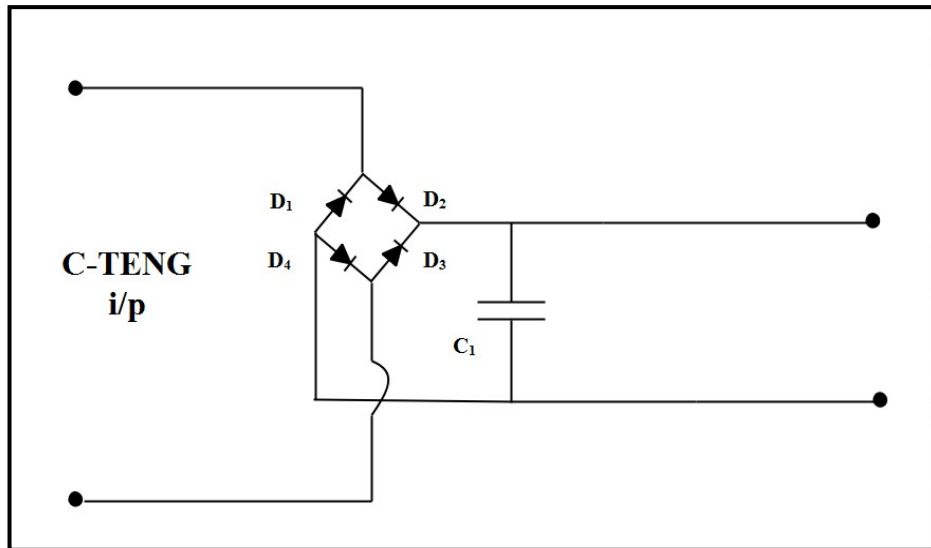 D₁
D₂
C-TENG
i/p
D₄
D₃
C₁